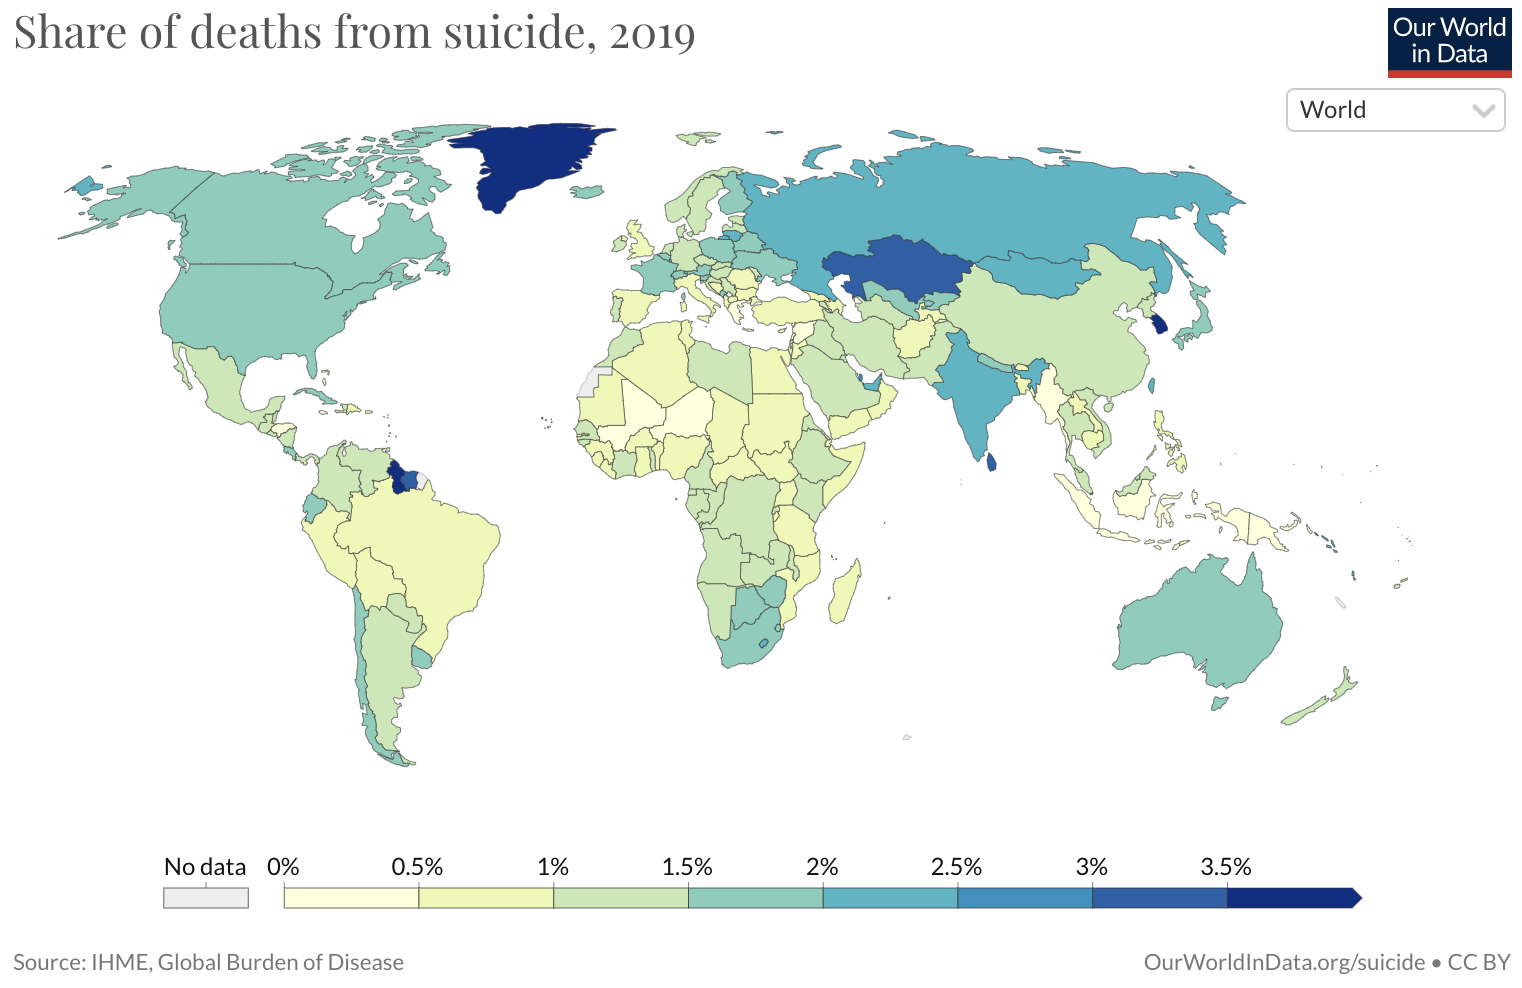 Share of deaths from suicide, 2019
Our World
in Data
World
No data 0% 0.5% 1% 1.5% 2% 2.5% 3% 3.5%
Source: IHME, Global Burden of Disease
OurWorldInData.org/suicide • CC BY